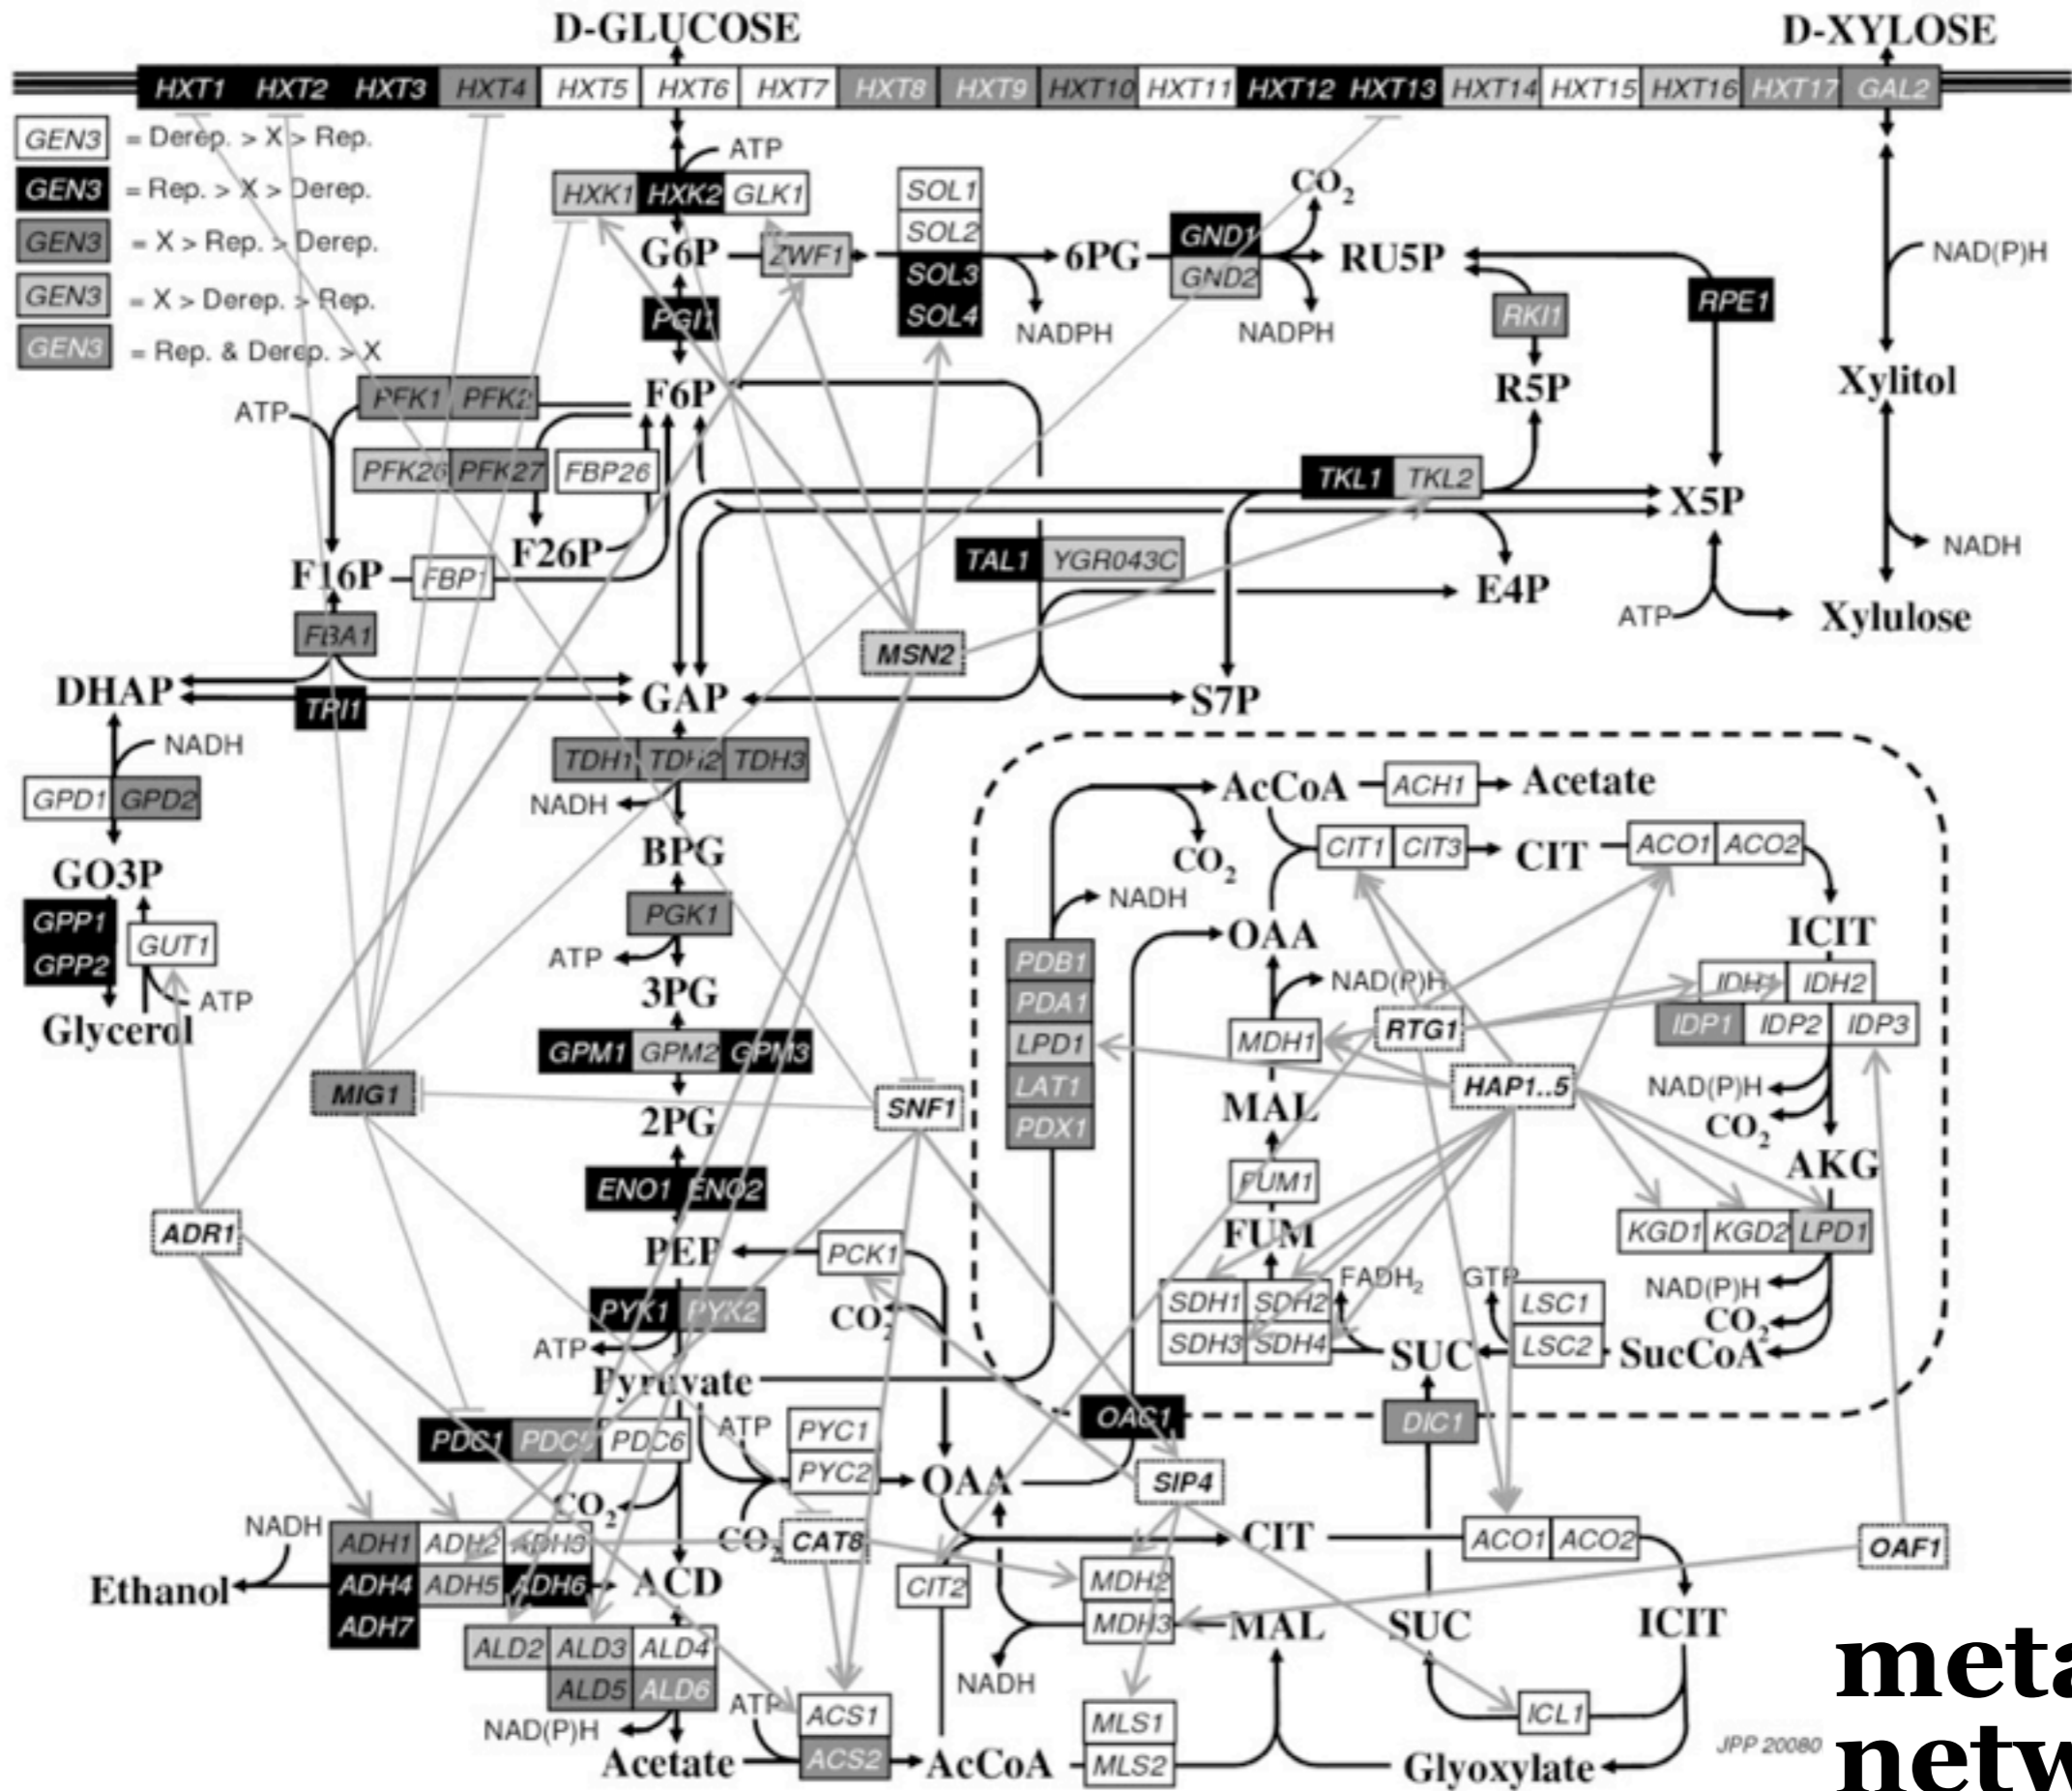 D-GLUCOSE D-XYLOSE
HXT1 HXT2 HXT3 HXT4 HXT5 HXT6 HXT7 HXT8 HXT9 HXT10 HXT11 HXT12 HXT13 HXT14 HXT15 HXT16 HXT17 GAL2
GEN3 = Derep. > X > Rep.
GEN3 = Rep. > X > Derep.
GEN3 = X > Rep. > Derep.
GEN3 = X > Derep. > Rep.
GEN3 = Rep. & Derep. > X
ATP
HXK1 HXK2 GLK1
SOL1
SOL2
SOL3
SOL4
CO2
GND1
GND2
G6P ZWF1 6PG RU5P
NADPH NADPH
NAD(P)H
RKI1 RPE1
PGI1
F6P R5P Xylitol
ATP PFK1 PFK2
PFK26 PFK27 FBP26
TKL1 TKL2
X5P
F26P
NADH
F16P FBP1
TAL1 YGR043C
E4P
ATP Xylulose
FBA1
MSN2
DHAP GAP S7P
TPI1
NADH
TDH1 TDH2 TDH3
GPD1 GPD2
NADH
AcCoA ACH1 Acetate
CIT1 CIT3 CIT ACO1 ACO2
BPG CO2
GO3P
NADH
GPP1
GPP2
GUT1
PGK1
OAA ICIT
ATP
ATP
PDB1
PDA1
LPD1
LAT1
PDX1
NAD(P)H
IDH1 IDH2
3PG
IDP1 IDP2 IDP3
Glycerol
MDH1 RTG1
GPM1 GPM2 GPM3
MIG1 SNF1 HAP1..5
NAD(P)H
2PG MAL
CO2
AKG
ENO1 ENO2
FUM1
ADR1
KGD1 KGD2 LPD1
PEP PCK1 FUM
FADH2 GTP
NAD(P)H
SDH1 SDH2
SDH3 SDH4
LSC1
LSC2
PYK1 PYK2
CO2 CO2
ATP
SUC SucCoA
Pyruvate
OAC1 DIC1
PDC1 PDC5 PDC6
ATP
PYC1
PYC2
OAA SIP4
CO2
NADH
CO2 CAT8
CIT ACO1 ACO2 OAF1
ADH1 ADH2 ADH3
ADH4 ADH5 ADH6
ADH7
Ethanol ACD
CIT2 MDH2
MDH3 MAL SUC ICIT
ALD2 ALD3 ALD4
ALD5 ALD6
NADH
ATP
ACS1
ACS2
MLS1
MLS2
ICL1
NAD(P)H
Acetate AcCoA Glyoxylate
JPP 20080
meta
netw